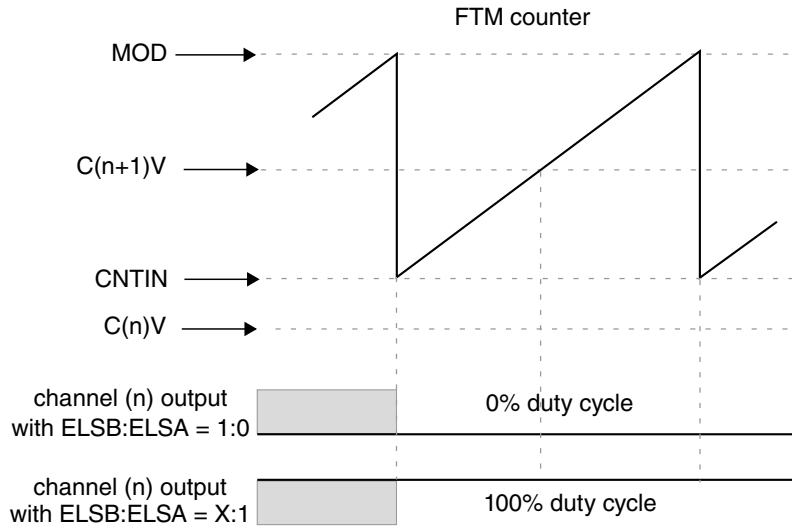 FTM counter
MOD
C(n+1)V
CNTIN
C(n)V
channel (n) output
with ELSB:ELSA = 1:0
0% duty cycle
channel (n) output
with ELSB:ELSA = X:1
100% duty cycle